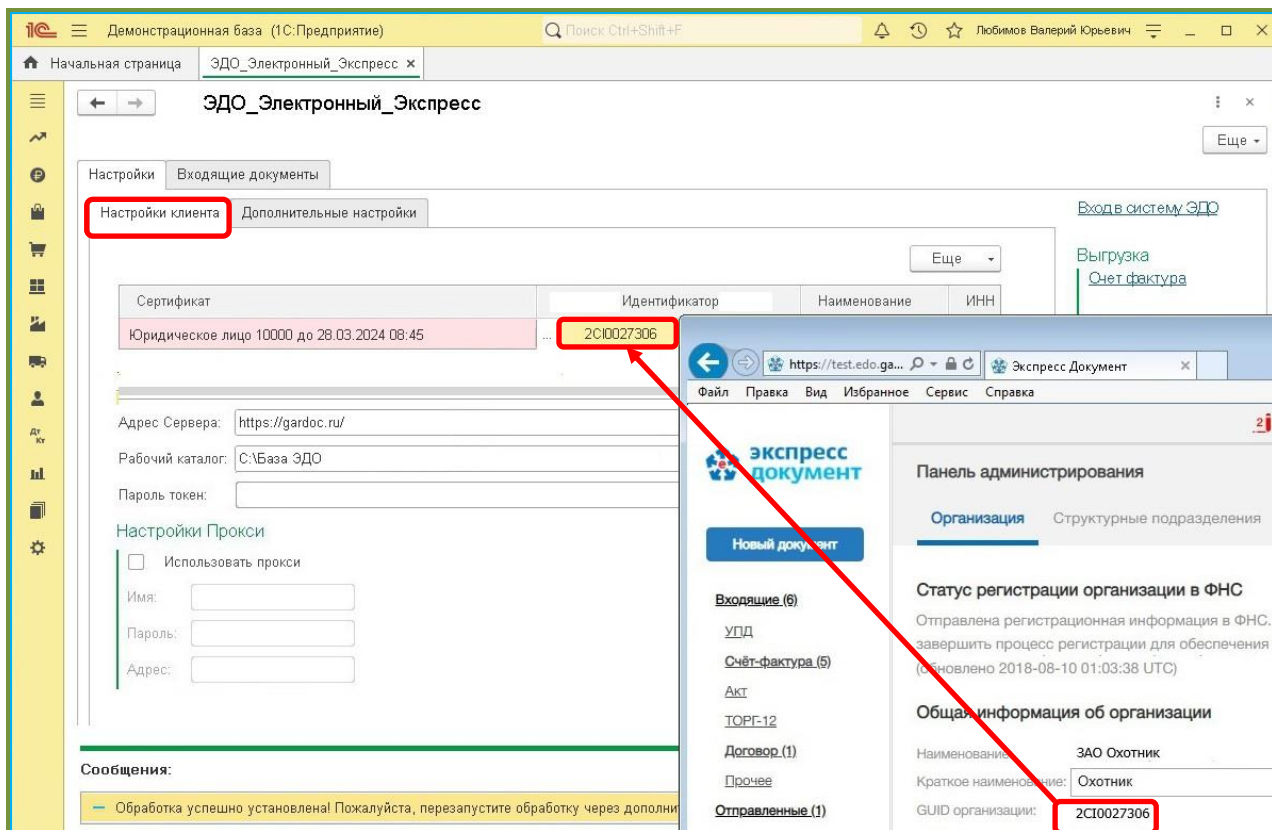 1С Демонстрационная база (1С:Предприятие) Поиск Ctrl+Shift+F Любимов Валерий Юрьевич
Начальная страница ЭДО_Электронный_Экспресс ×
ЭДО_Электронный_Экспресс
Еще
Настройки Входящие документы
Настройки клиента Дополнительные настройки
Вход в систему ЭДО
Еще
Выгрузка
Счет фактура
Сертификат Идентификатор Наименование ИНН
Юридическое лицо 10000 до 28.03.2024 08:45 ... 2CI0027306
Адрес Сервера: https://gardoc.ru/
Рабочий каталог: C:\База ЭДО
Пароль токен:
Настройки Прокси
Использовать прокси
Имя:
Пароль:
Адрес:
Дт
Кт
Сообщения:
Обработка успешно установлена! Пожалуйста, перезапустите обработку через
https://test.edo.ga... Экспресс Документ
Файл Правка Вид Избранное Сервис Справка
2
экспресс
документ
Новый документ
Входящие (6)
УПД
Счёт-фактура (5)
Акт
ТОРГ-12
Договор (1)
Прочее
Отправленные (1)
Панель администрирования
Организация Структурные подразделения
Статус регистрации организации в ФНС
Отправлена регистрационная информация в ФНС.
завершить процесс регистрации для обеспечения
(обновлено 2018-08-10 01:03:38 UTC)
Общая информация об организации
Наименование: ЗАО Охотник
Краткое наименование: Охотник
GUID организации: 2CI0027306